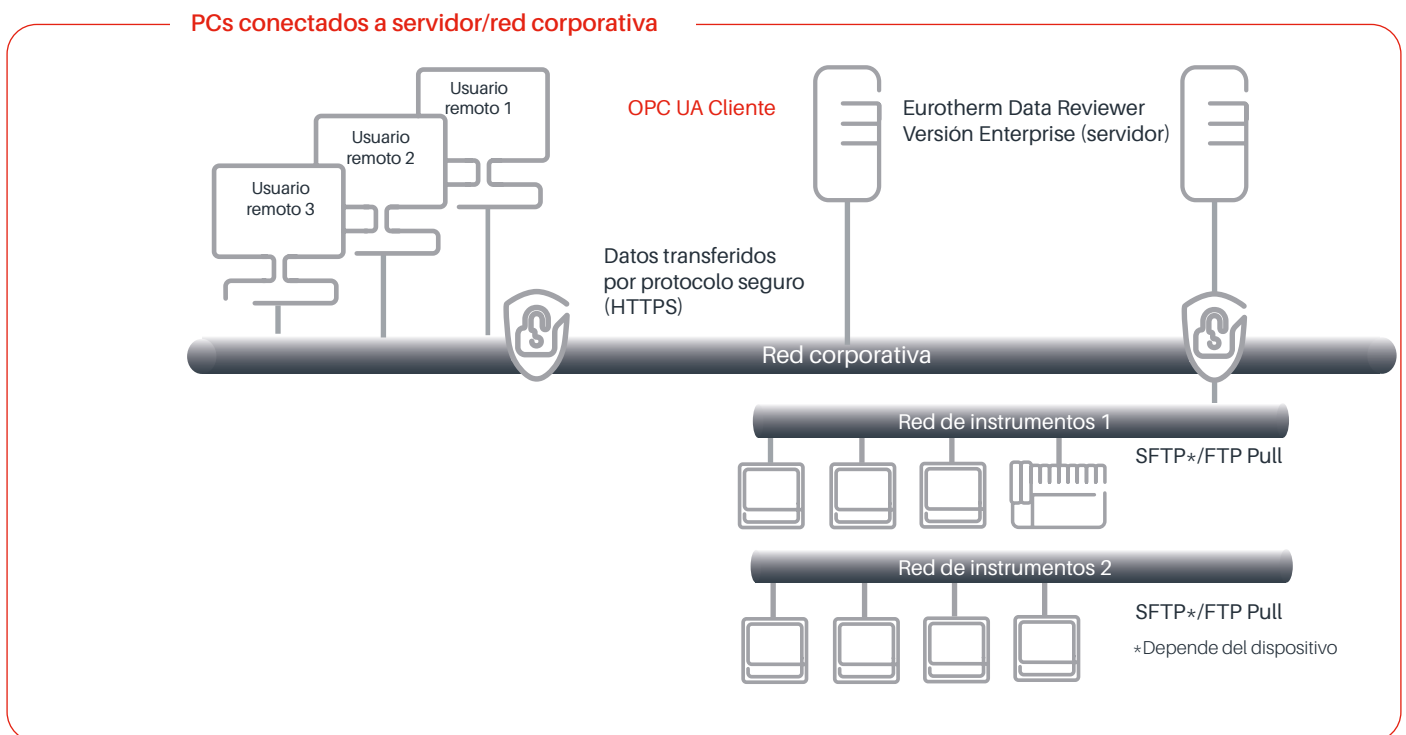 PCs conectados a servidor/red corporativa
Usuario
remoto 1
Usuario
remoto 2
Usuario
remoto 3
OPC UA Cliente
Eurotherm Data Reviewer
Versión Enterprise (servidor)
Datos transferidos
por protocolo seguro
(HTTPS)
Red corporativa
Red de instrumentos 1
SFTP*/FTP Pull
Red de instrumentos 2
SFTP*/FTP Pull
*Depende del dispositivo